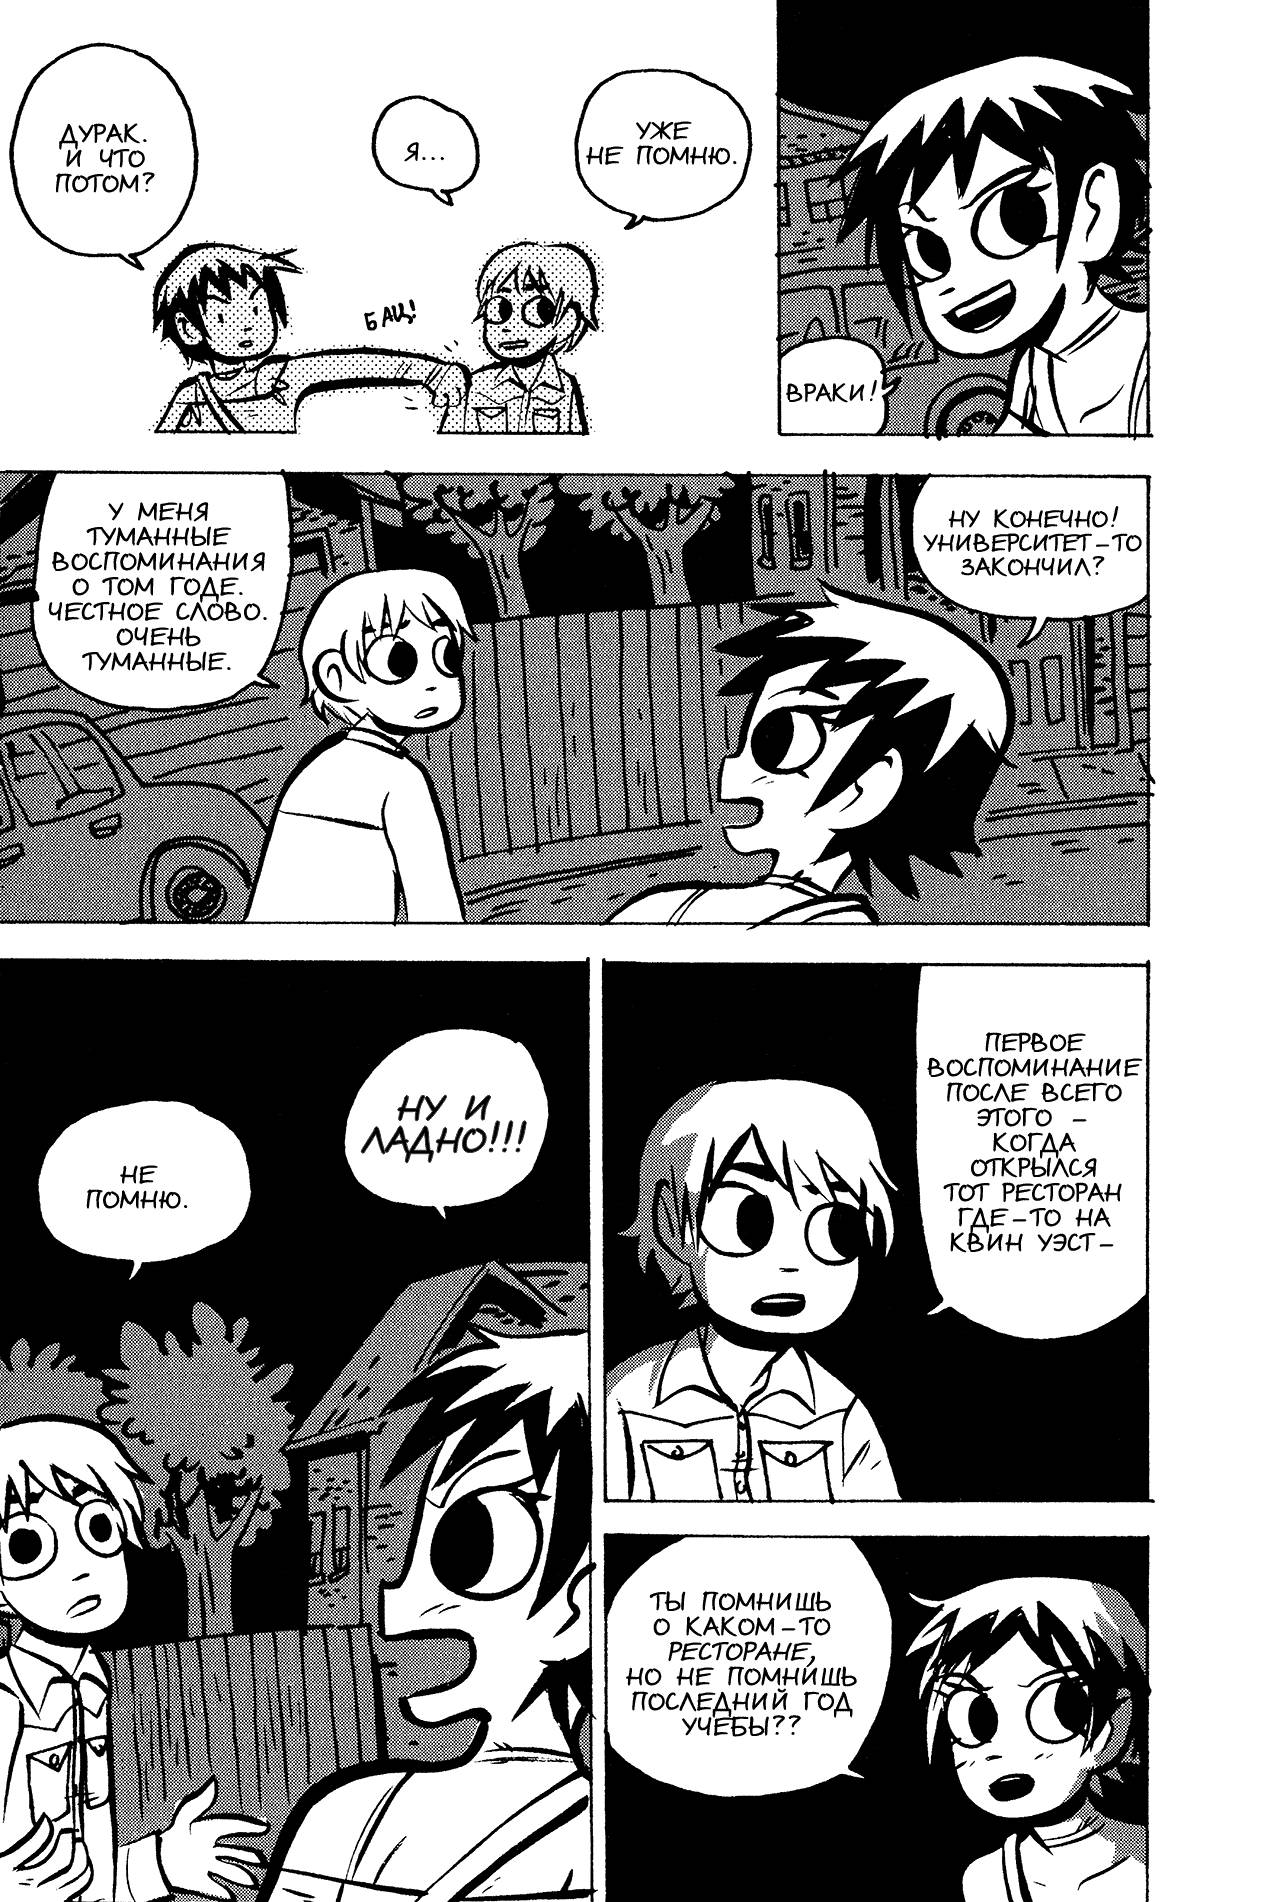 ДУРАК.
И ЧТО
ПОТОМ?
Я...
УЖЕ
НЕ ПОМНЮ.
БАЦ!
ВРАКИ!
У МЕНЯ
ТУМАННЫЕ
ВОСПОМИНАНИЯ
О ТОМ ГОДЕ.
ЧЕСТНОЕ СЛОВО.
ОЧЕНЬ
ТУМАННЫЕ.
НУ КОНЕЧНО!
УНИВЕРСИТЕТ-ТО
ЗАКОНЧИЛ?
НЕ
ПОМНЮ.
НУ И
ЛАДНО!!!
ПЕРВОЕ
ВОСПОМИНАНИЕ
ПОСЛЕ ВСЕГО
ЭТОГО -
КОГДА
ОТКРЫЛСЯ
ТОТ РЕСТОРАН
ГДЕ-ТО НА
КВИН УЭСТ-
ТЫ ПОМНИШЬ
О КАКОМ-ТО
РЕСТОРАНЕ,
НО НЕ ПОМНИШЬ
ПОСЛЕДНИЙ ГОД
УЧЕБЫ??